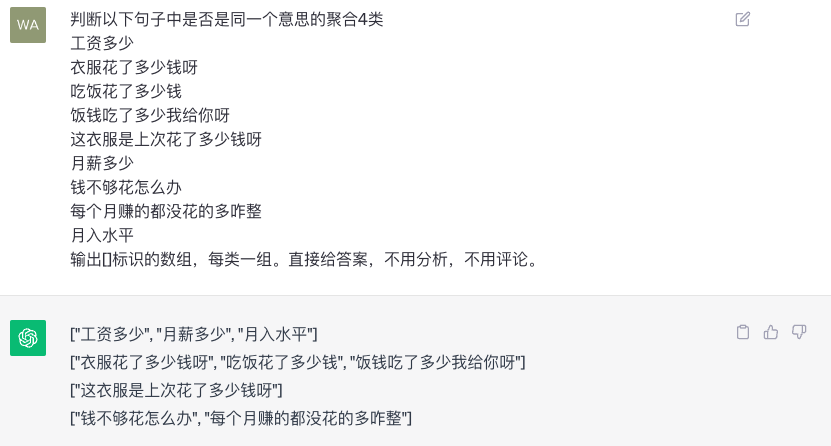 WA
判断以下句子中是否是同一个意思的聚合4类
工资多少
衣服花了多少钱呀
吃饭花了多少钱
饭钱吃了多少我给你呀
这衣服是上次花了多少钱呀
月薪多少
钱不够花怎么办
每个月赚的都没花的多咋整
月入水平
输出[]标识的数组，每类一组。直接给答案，不用分析，不用评论。
["工资多少", "月薪多少", "月入水平"]
["衣服花了多少钱呀", "吃饭花了多少钱", "饭钱吃了多少我给你呀"]
["这衣服是上次花了多少钱呀"]
["钱不够花怎么办", "每个月赚的都没花的多咋整"]